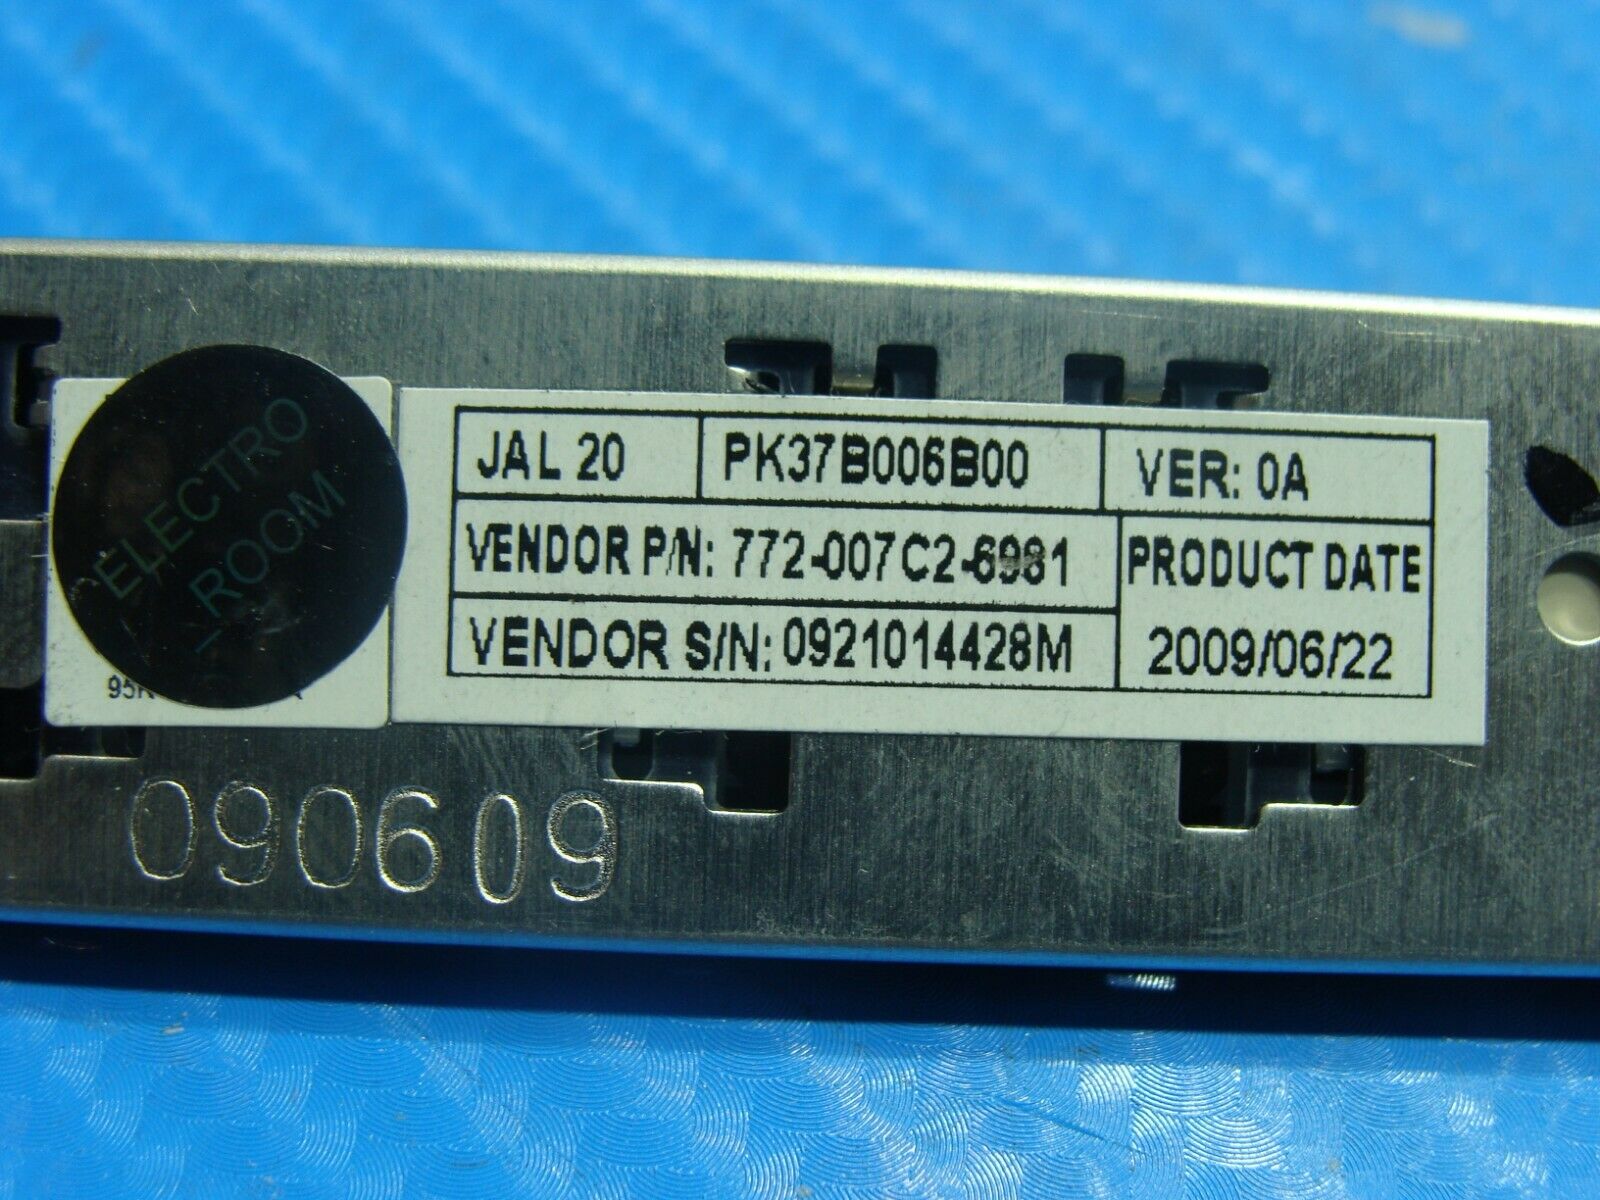 ELECTRO
ROOM
JAL 20
PK37B006B00
VER: 0A
VENDOR P/N: 772-007C2-6981
PRODUCT DATE
VENDOR S/N: 0921014428M
2009/06/22
090609